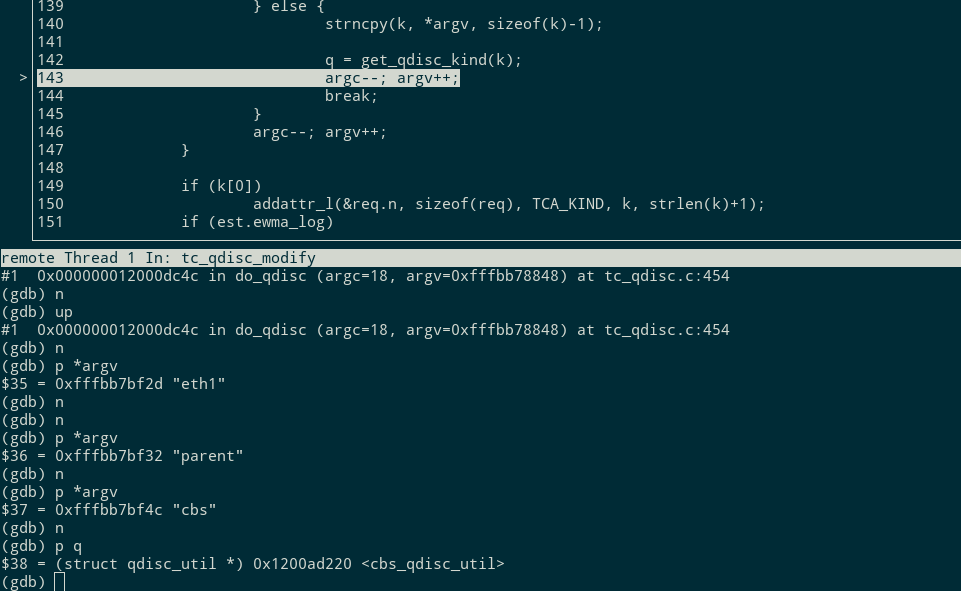 139 } else {
140 strncpy(k, *argv, sizeof(k)-1);
141
142 q = get_qdisc_kind(k);
> 143 argc--; argv++;
144 break;
145 }
146 argc--; argv++;
147 }
148
149 if (k[0])
150 addattr_l(&req.n, sizeof(req), TCA_KIND, k, strlen(k)+1);
151 if (est.ewma_log)
remote Thread 1 In: tc_qdisc_modify
#1 0x000000012000dc4c in do_qdisc (argc=18, argv=0xfffbb78848) at tc_qdisc.c:454
(gdb) n
(gdb) up
#1 0x000000012000dc4c in do_qdisc (argc=18, argv=0xfffbb78848) at tc_qdisc.c:454
(gdb) n
(gdb) p *argv
$35 = 0xfffbb7bf2d "eth1"
(gdb) n
(gdb) n
(gdb) p *argv
$36 = 0xfffbb7bf32 "parent"
(gdb) n
(gdb) p *argv
$37 = 0xfffbb7bf4c "cbs"
(gdb) n
(gdb) p q
$38 = (struct qdisc_util *) 0x1200ad220 <cbs_qdisc_util>
(gdb)